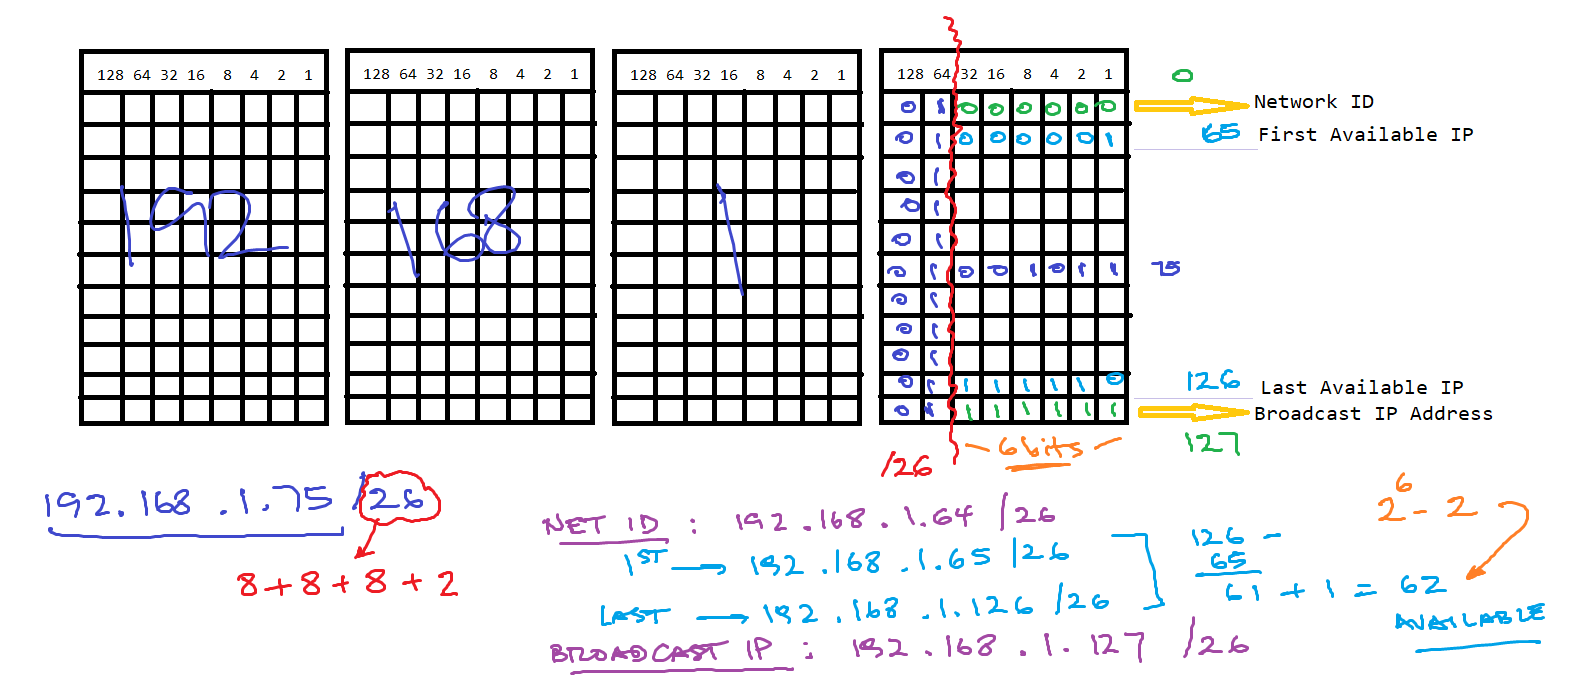 128 64 32 16 8 4 2 1
128 64 32 16 8 4 2 1
128 64 32 16 8 4 2 1
128 64 32 16 8 4 2 1
0
0 1 0 0 0 0 0 0
Network ID
0 1 0 0 0 0 0 1
65 First Available IP
0 1
192
168
1
0 1
0 1
0 1 0 0 1 0 1 1
75
0 1
0 1
0 1
0 1 1 1 1 1 1 0
126 Last Available IP
0 1 1 1 1 1 1 1
Broadcast IP Address
127
/26
6 bits
192.168.1.75 /26
8 + 8 + 8 + 2
NET ID : 192.168.1.64 /26
1ST → 192.168.1.65 /26
LAST → 192.168.1.126 /26
BROADCAST IP : 192.168.1.127 /26
2^6 - 2
126 -
65
61 + 1 = 62
AVAILABLE